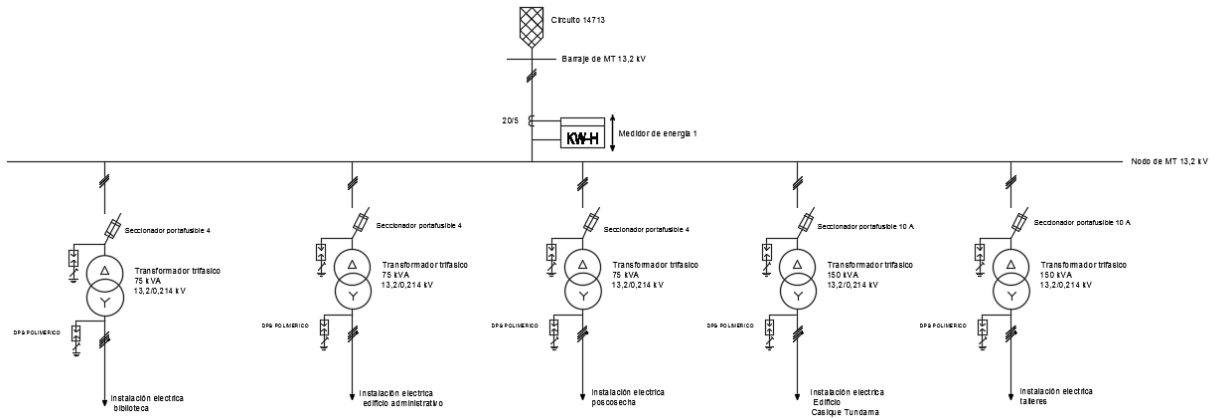 Circuito 14713
Barraje de MT 13,2 kV
20/5
KW-H
Medidor de energia 1
Nodo de MT 13,2 kV
Seccionador portafusible 4
Transformador trifasico
75 kVA
13,2/0,214 kV
DPS POLIMERICO
Instalación electrica
biblioteca
Seccionador portafusible 4
Transformador trifasico
75 kVA
13,2/0,214 kV
DPS POLIMERICO
Instalación electrica
edificio administrativo
Seccionador portafusible 4
Transformador trifasico
75 kVA
13,2/0,214 kV
DPS POLIMERICO
Instalación electrica
poscosecha
Seccionador portafusible 10 A
Transformador trifasico
150 kVA
13,2/0,214 kV
DPS POLIMERICO
Instalación electrica
Edificio
Casique Tundama
Seccionador portafusible 10 A
Transformador trifasico
150 kVA
13,2/0,214 kV
DPS POLIMERICO
Instalación electrica
talleres